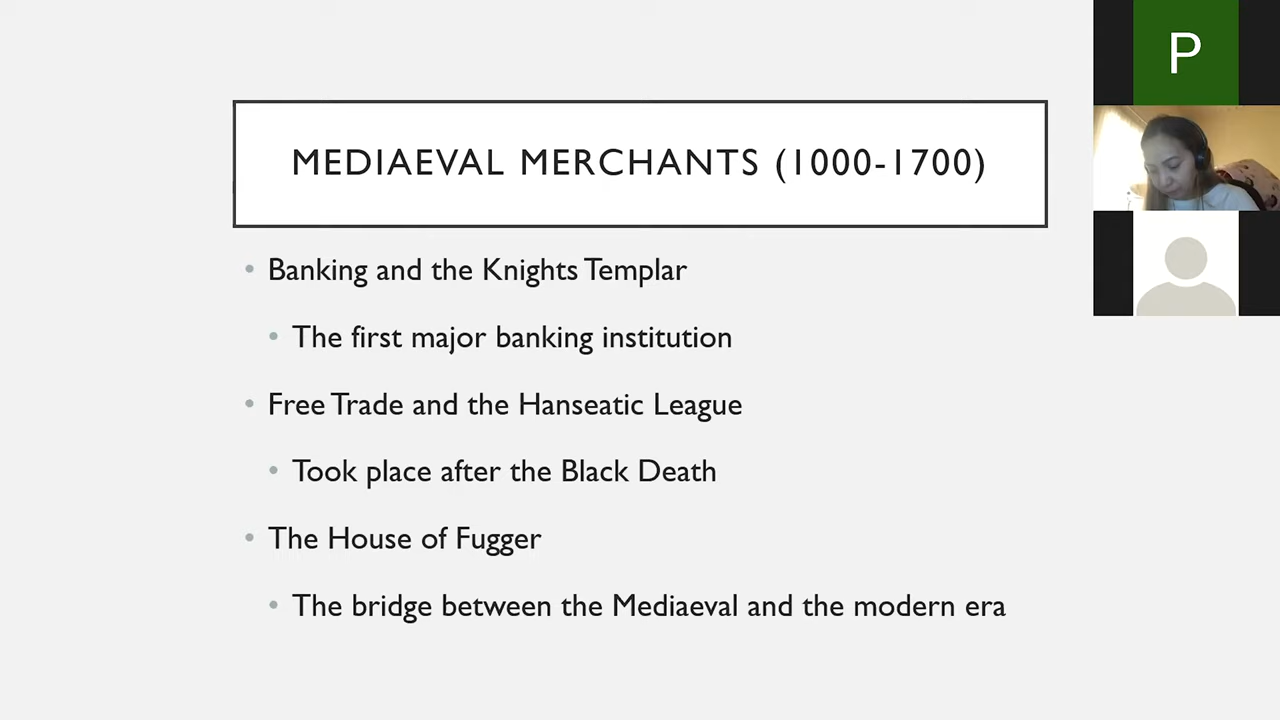 MEDIAEVAL MERCHANTS (1000-1700)
• Banking and the Knights Templar
• The first major banking institution
• Free Trade and the Hanseatic League
• Took place after the Black Death
• The House of Fugger
• The bridge between the Mediaeval and the modern era
P